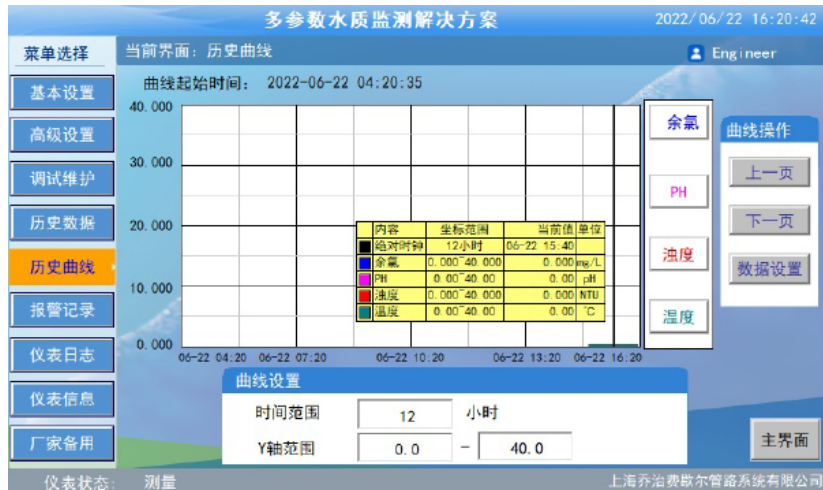 多参数水质监测解决方案
2022/06/22 16:20:42
菜单选择
当前界面：历史曲线
Engineer
基本设置
高级设置
调试维护
历史数据
历史曲线
报警记录
仪表日志
仪表信息
厂家备用
曲线起始时间： 2022-06-22 04:20:35
40.000
30.000
20.000
10.000
0.000
06-22 04:20 06-22 07:20 06-22 10:20 06-22 13:20 06-22 16:20
内容 坐标范围 当前值 单位
绝对时钟 12小时 06-22 15:40
余氯 0.000~40.000 0.000 mg/L
PH 0.00~40.00 0.00 pH
浊度 0.000~40.000 0.000 NTU
温度 0.00~40.00 0.00 ℃
余氯
PH
浊度
温度
曲线操作
上一页
下一页
数据设置
曲线设置
时间范围 12 小时
Y轴范围 0.0 - 40.0
主界面
仪表状态: 测量
上海乔治费歇尔管路系统有限公司